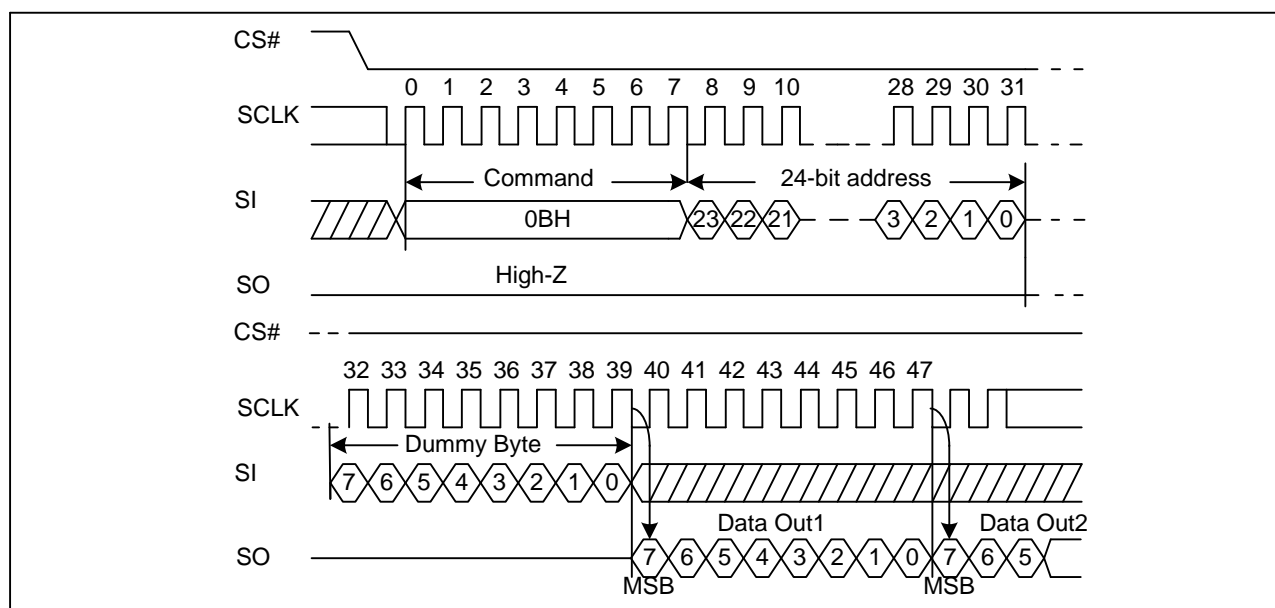 CS#
0 1 2 3 4 5 6 7 8 9 10 28 29 30 31
SCLK
Command 24-bit address
SI
0BH 23 22 21 3 2 1 0
High-Z
SO
CS#
32 33 34 35 36 37 38 39 40 41 42 43 44 45 46 47
SCLK
Dummy Byte
SI
7 6 5 4 3 2 1 0
Data Out1 Data Out2
SO
7 6 5 4 3 2 1 0 7 6 5
MSB MSB